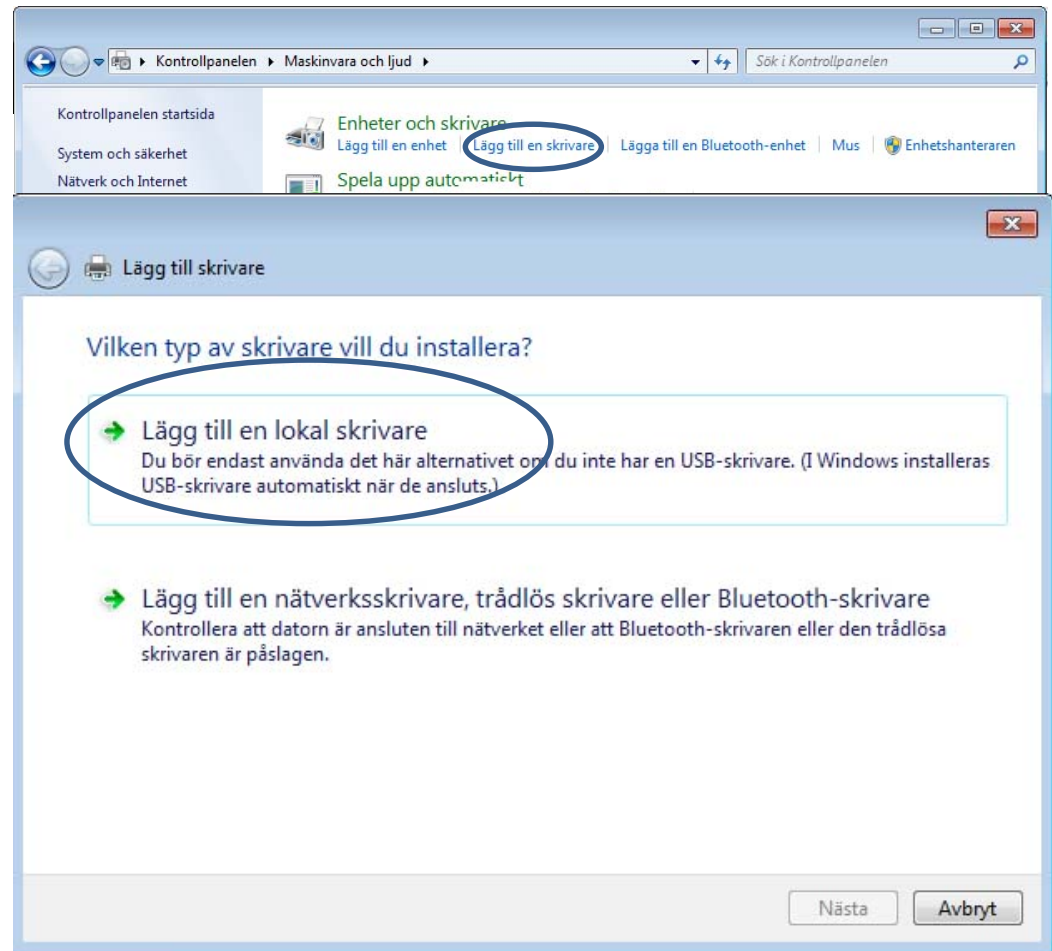 Kontrollpanelen Maskinvara och ljud Sök i Kontrollpanelen
Kontrollpanelen startsida
System och säkerhet
Nätverk och Internet
Enheter och skrivare
Lägg till en enhet Lägg till en skrivare Lägga till en Bluetooth-enhet Mus Enhetshanteraren
Spela upp automatiskt
Lägg till skrivare
Vilken typ av skrivare vill du installera?
Lägg till en lokal skrivare
Du bör endast använda det här alternativet om du inte har en USB-skrivare. (I Windows installeras
USB-skrivare automatiskt när de ansluts.)
Lägg till en nätverksskrivare, trådlös skrivare eller Bluetooth-skrivare
Kontrollera att datorn är ansluten till nätverket eller att Bluetooth-skrivaren eller den trådlösa
skrivaren är påslagen.
Nästa Avbryt